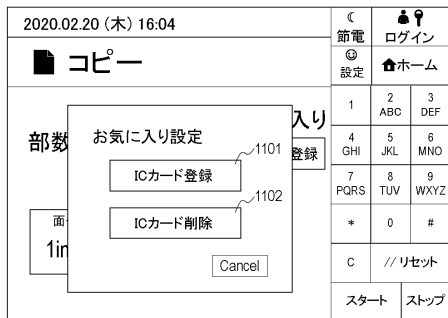 2020.02.20 (木) 16:04
コピー
部数
入り
登録
お気に入り設定
ICカード登録
1101
ICカード削除
1102
Cancel
面
1in
節電
ログイン
設定
ホーム
1
2
ABC
3
DEF
4
GHI
5
JKL
6
MNO
7
PQRS
8
TUV
9
WXYZ
*
0
#
C
// リセット
スタート
ストップ